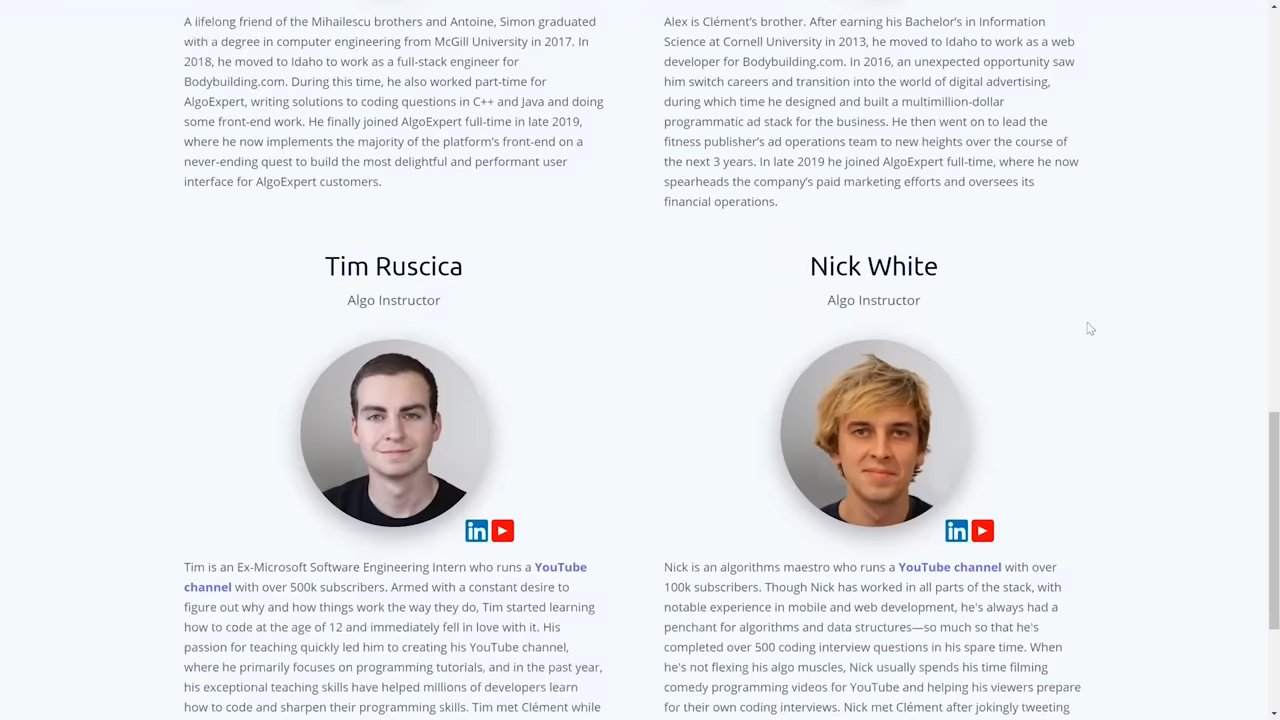 A lifelong friend of the Mihailescu brothers and Antoine, Simon graduated
with a degree in computer engineering from McGill University in 2017. In
2018, he moved to Idaho to work as a full-stack engineer for
Bodybuilding.com. During this time, he also worked part-time for
AlgoExpert, writing solutions to coding questions in C++ and Java and doing
some front-end work. He finally joined AlgoExpert full-time in late 2019,
where he now implements the majority of the platform's front-end on a
never-ending quest to build the most delightful and performant user
interface for AlgoExpert customers.
Alex is Clément's brother. After earning his Bachelor's in Information
Science at Cornell University in 2013, he moved to Idaho to work as a web
developer for Bodybuilding.com. In 2016, an unexpected opportunity saw
him switch careers and transition into the world of digital advertising,
during which time he designed and built a multimillion-dollar
programmatic ad stack for the business. He then went on to lead the
fitness publisher's ad operations team to new heights over the course of
the next 3 years. In late 2019 he joined AlgoExpert full-time, where he now
spearheads the company's paid marketing efforts and oversees its
financial operations.
Tim Ruscica
Algo Instructor
in
Tim is an Ex-Microsoft Software Engineering Intern who runs a YouTube
channel with over 500k subscribers. Armed with a constant desire to
figure out why and how things work the way they do, Tim started learning
how to code at the age of 12 and immediately fell in love with it. His
passion for teaching quickly led him to creating his YouTube channel,
where he primarily focuses on programming tutorials, and in the past year,
his exceptional teaching skills have helped millions of developers learn
how to code and sharpen their programming skills. Tim met Clément while
Nick White
Algo Instructor
in
Nick is an algorithms maestro who runs a YouTube channel with over
100k subscribers. Though Nick has worked in all parts of the stack, with
notable experience in mobile and web development, he's always had a
penchant for algorithms and data structures—so much so that he's
completed over 500 coding interview questions in his spare time. When
he's not flexing his algo muscles, Nick usually spends his time filming
comedy programming videos for YouTube and helping his viewers prepare
for their own coding interviews. Nick met Clément after jokingly tweeting